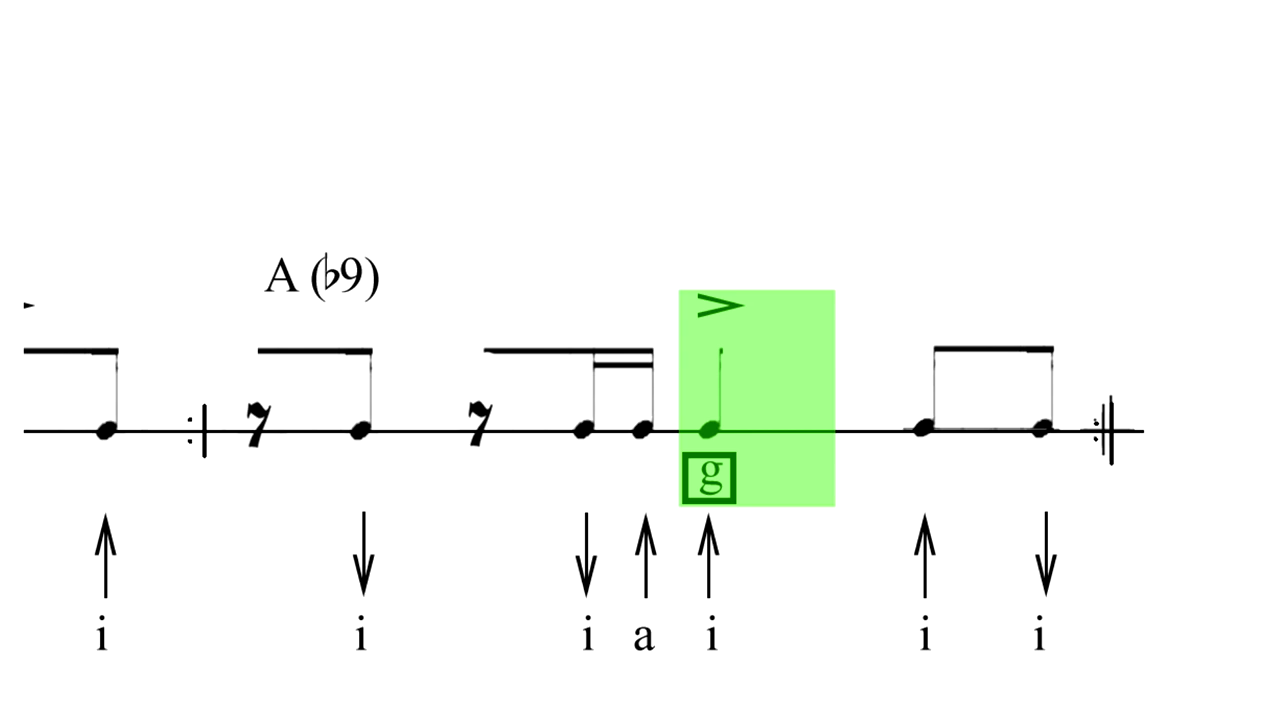 A (♭9)
g
i i i a i i i